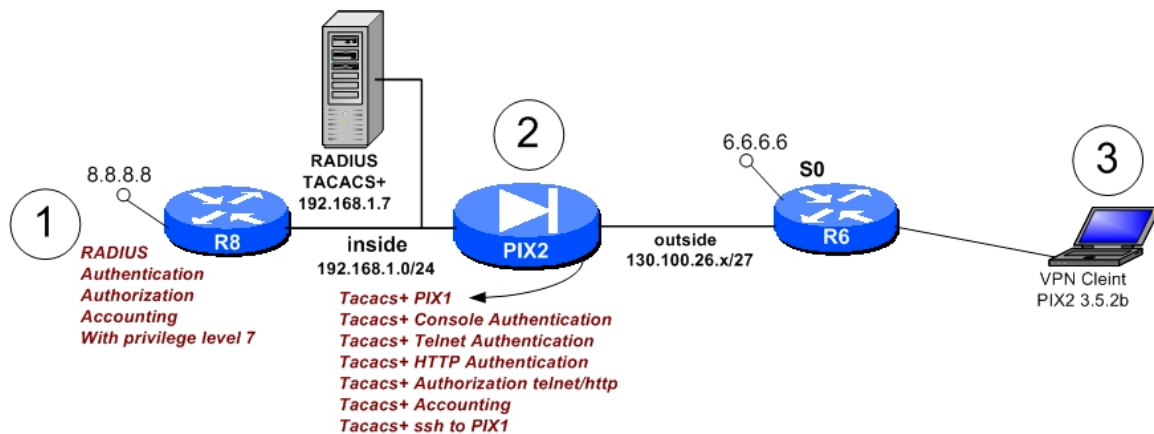 1
8.8.8.8
R8
RADIUS
Authentication
Authorization
Accounting
With privilege level 7
RADIUS
TACACS+
192.168.1.7
inside
192.168.1.0/24
2
PIX2
Tacacs+ PIX1
Tacacs+ Console Authentication
Tacacs+ Telnet Authentication
Tacacs+ HTTP Authentication
Tacacs+ Authorization telnet/http
Tacacs+ Accounting
Tacacs+ ssh to PIX1
outside
130.100.26.x/27
6.6.6.6
S0
R6
3
VPN Cleint
PIX2 3.5.2b